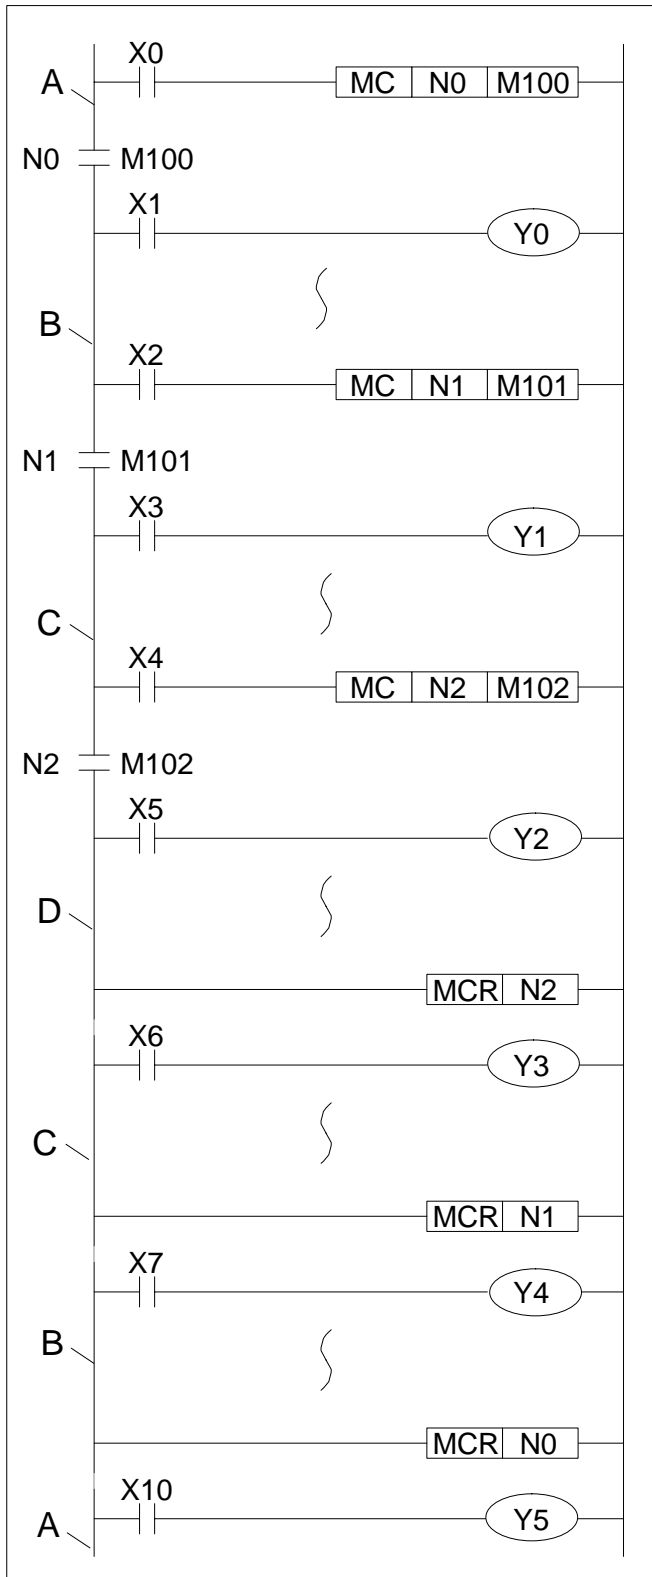 X0
A MC N0 M100
N0 M100
X1
Y0
B
X2
MC N1 M101
N1 M101
X3
Y1
C
X4
MC N2 M102
N2 M102
X5
Y2
D
MCR N2
X6
Y3
C
MCR N1
X7
Y4
B
MCR N0
X10
A Y5